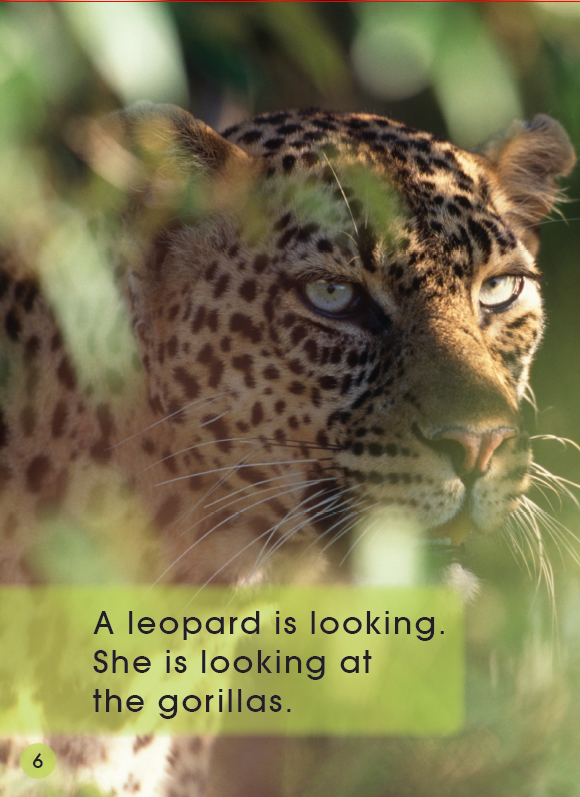 A leopard is looking.
She is looking at
the gorillas.
6